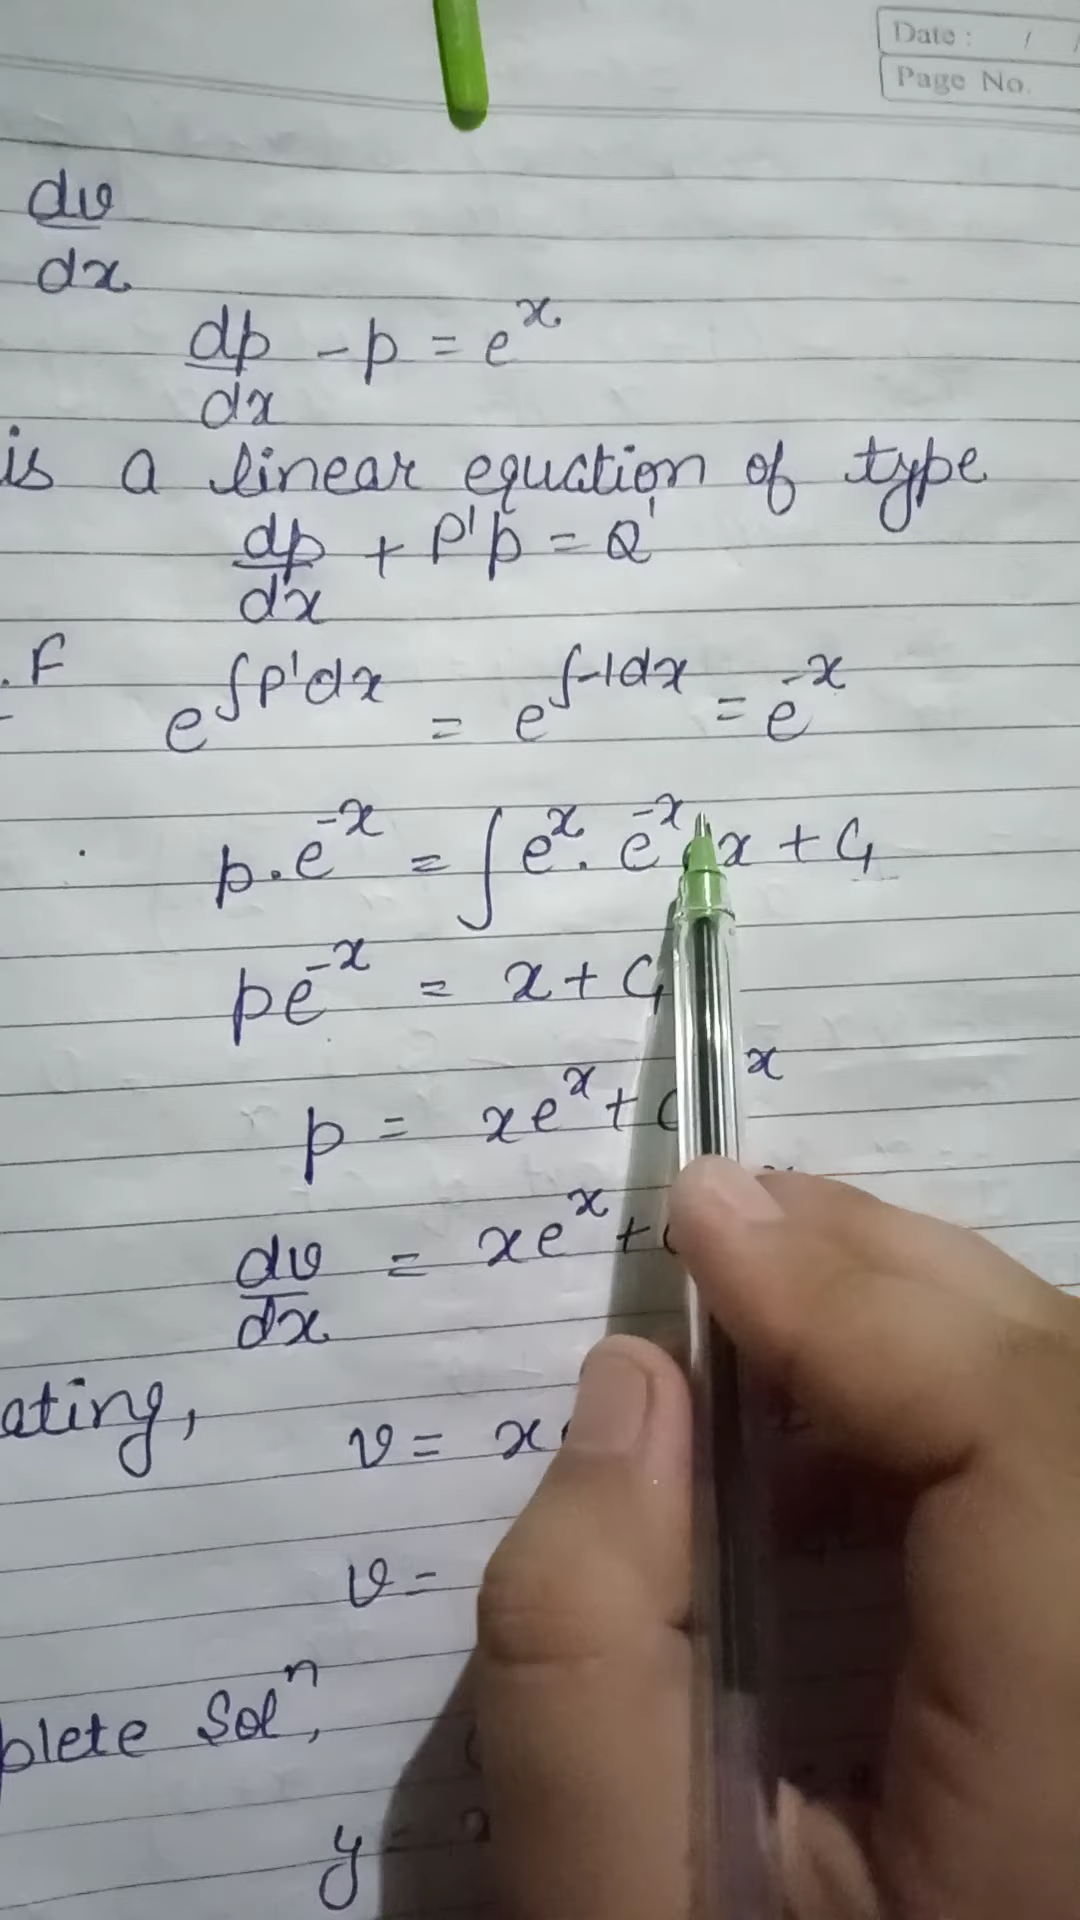 Date : / /
Page No.
dv/dx
dp/dx - p = e^x
is a linear equation of type
dp/dx + P'p = Q'
. F e^∫P'dx = e^∫-1dx = e^-x
p.e^-x = ∫e^x. e^-x x + C₁
pe^-x = x + C₁
p = xe^x + x
dv/dx = xe^x +
ating, v = x
v =
plete Solⁿ,
y =